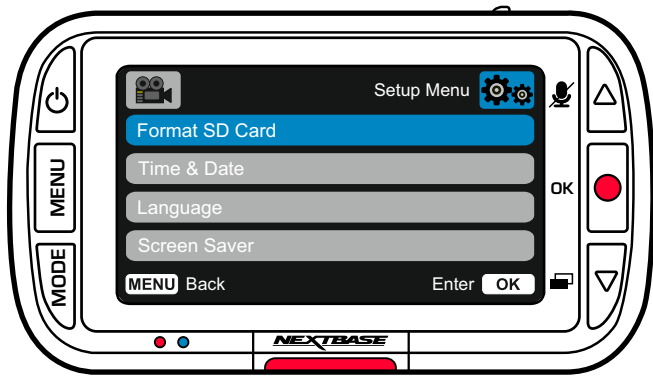 Setup Menu
Format SD Card
Time & Date
Language
Screen Saver
MENU Back
Enter OK
MENU
MODE
OK
NEXTBASE